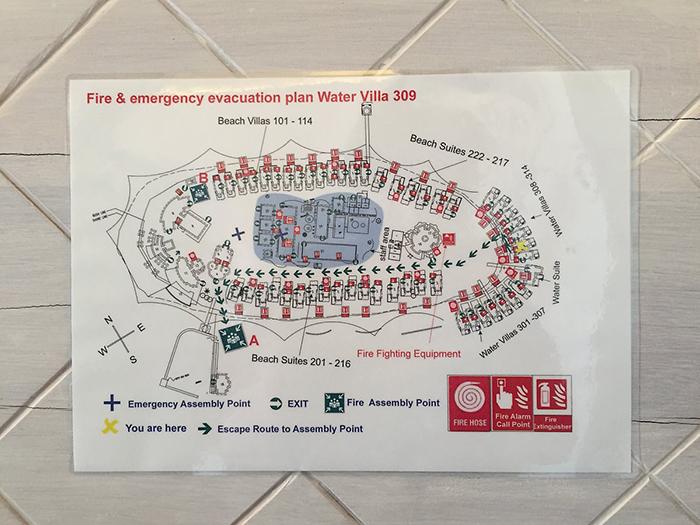 Fire & emergency evacuation plan Water Villa 309
Beach Villas 101 - 114
Beach Suites 222 - 217
B
Water Villas 308-314
staff area
Water Suite
N
E
W
S
A
Beach Suites 201 - 216
Fire Fighting Equipment
Water Villas 301-307
Emergency Assembly Point
EXIT
Fire Assembly Point
You are here
Escape Route to Assembly Point
FIRE HOSE
Fire Alarm
Call Point
Fire
Extinguisher